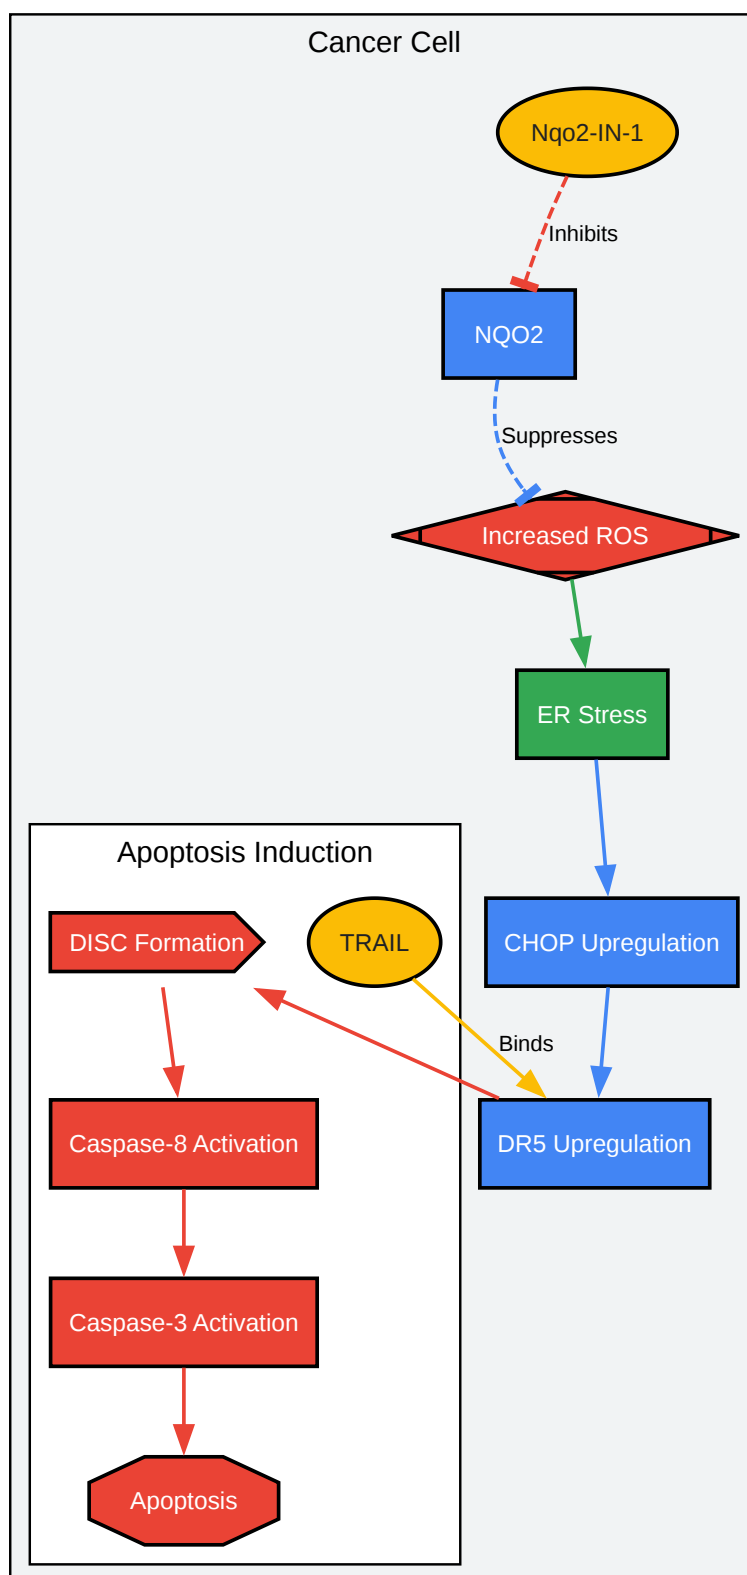 Cancer Cell
Nqo2-IN-1
Inhibits
NQO2
Suppresses
Increased ROS
ER Stress
Apoptosis Induction
DISC Formation
TRAIL
CHOP Upregulation
Binds
Caspase-8 Activation
DR5 Upregulation
Caspase-3 Activation
Apoptosis